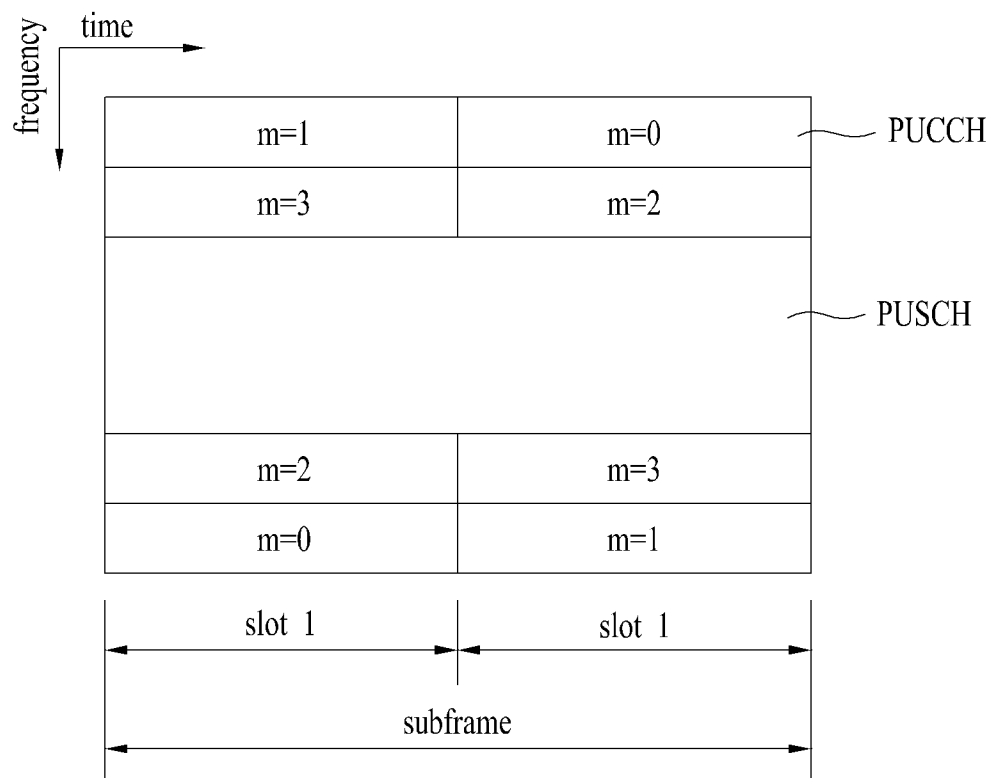 time
frequency
m=1 m=0 PUCCH
m=3 m=2
PUSCH
m=2 m=3
m=0 m=1
slot 1 slot 1
subframe